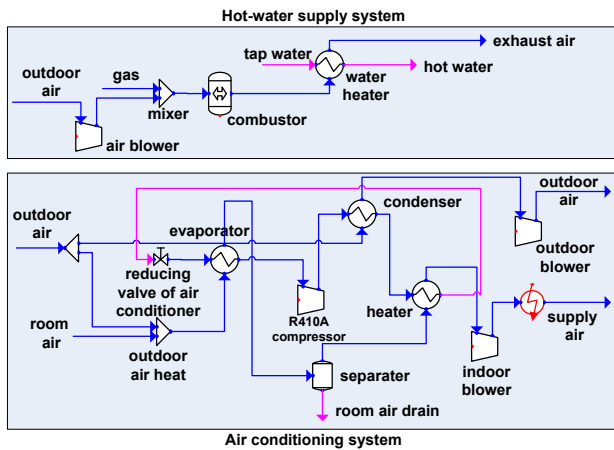 Hot-water supply system
exhaust air
tap water
outdoor
air
gas
water
heater
hot water
mixer
combustor
air blower
outdoor
air
condenser
outdoor
air
evaporator
outdoor
blower
reducing
valve of air
conditioner
heater
supply
air
room
air
R410A
compressor
outdoor
air heat
separater
indoor
blower
room air drain
Air conditioning system